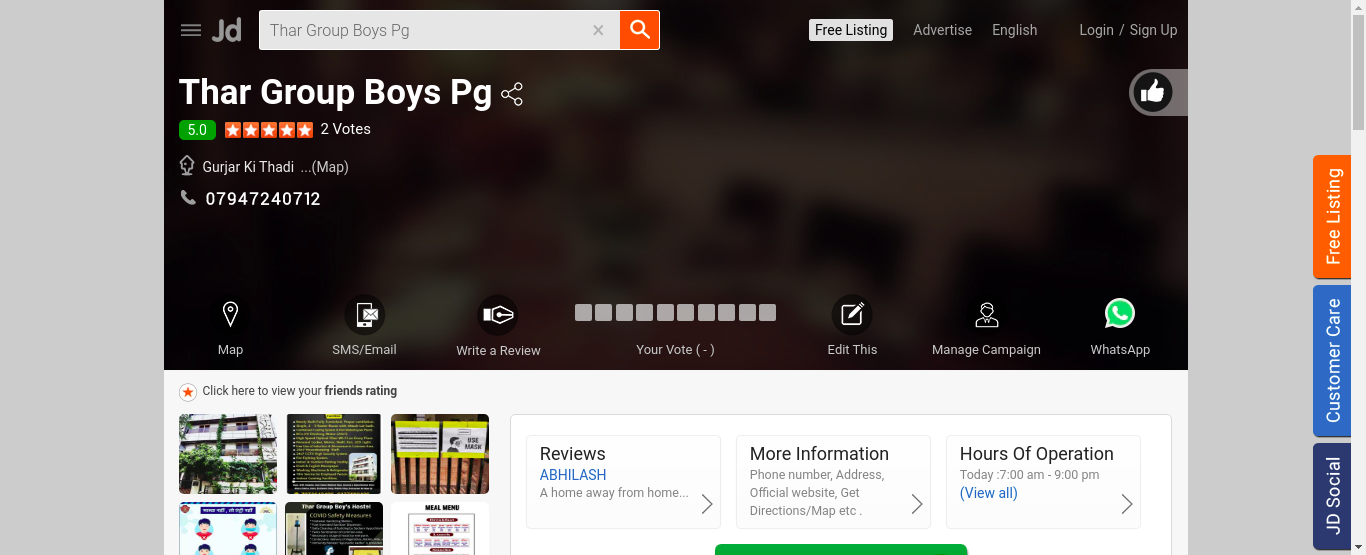 Jd
Thar Group Boys Pg
Free Listing
Advertise
English
Login / Sign Up
Thar Group Boys Pg
5.0
2 Votes
Gurjar Ki Thadi ...(Map)
07947240712
Map
SMS/Email
Write a Review
Your Vote ( - )
Edit This
Manage Campaign
WhatsApp
Free Listing
Customer Care
JD Social
Click here to view your friends rating
USE
MASK
Thar Group Boy's Hostel
COVID Safety Measures
MEAL MENU
Reviews
ABHILASH
A home away from home...
More Information
Phone number, Address,
Official website, Get
Directions/Map etc .
Hours Of Operation
Today :7:00 am - 9:00 pm
(View all)